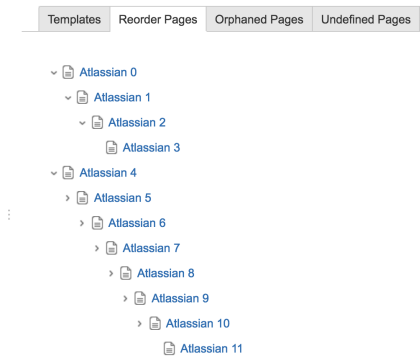 Templates Reorder Pages Orphaned Pages Undefined Pages
Atlassian 0
Atlassian 1
Atlassian 2
Atlassian 3
Atlassian 4
Atlassian 5
Atlassian 6
Atlassian 7
Atlassian 8
Atlassian 9
Atlassian 10
Atlassian 11